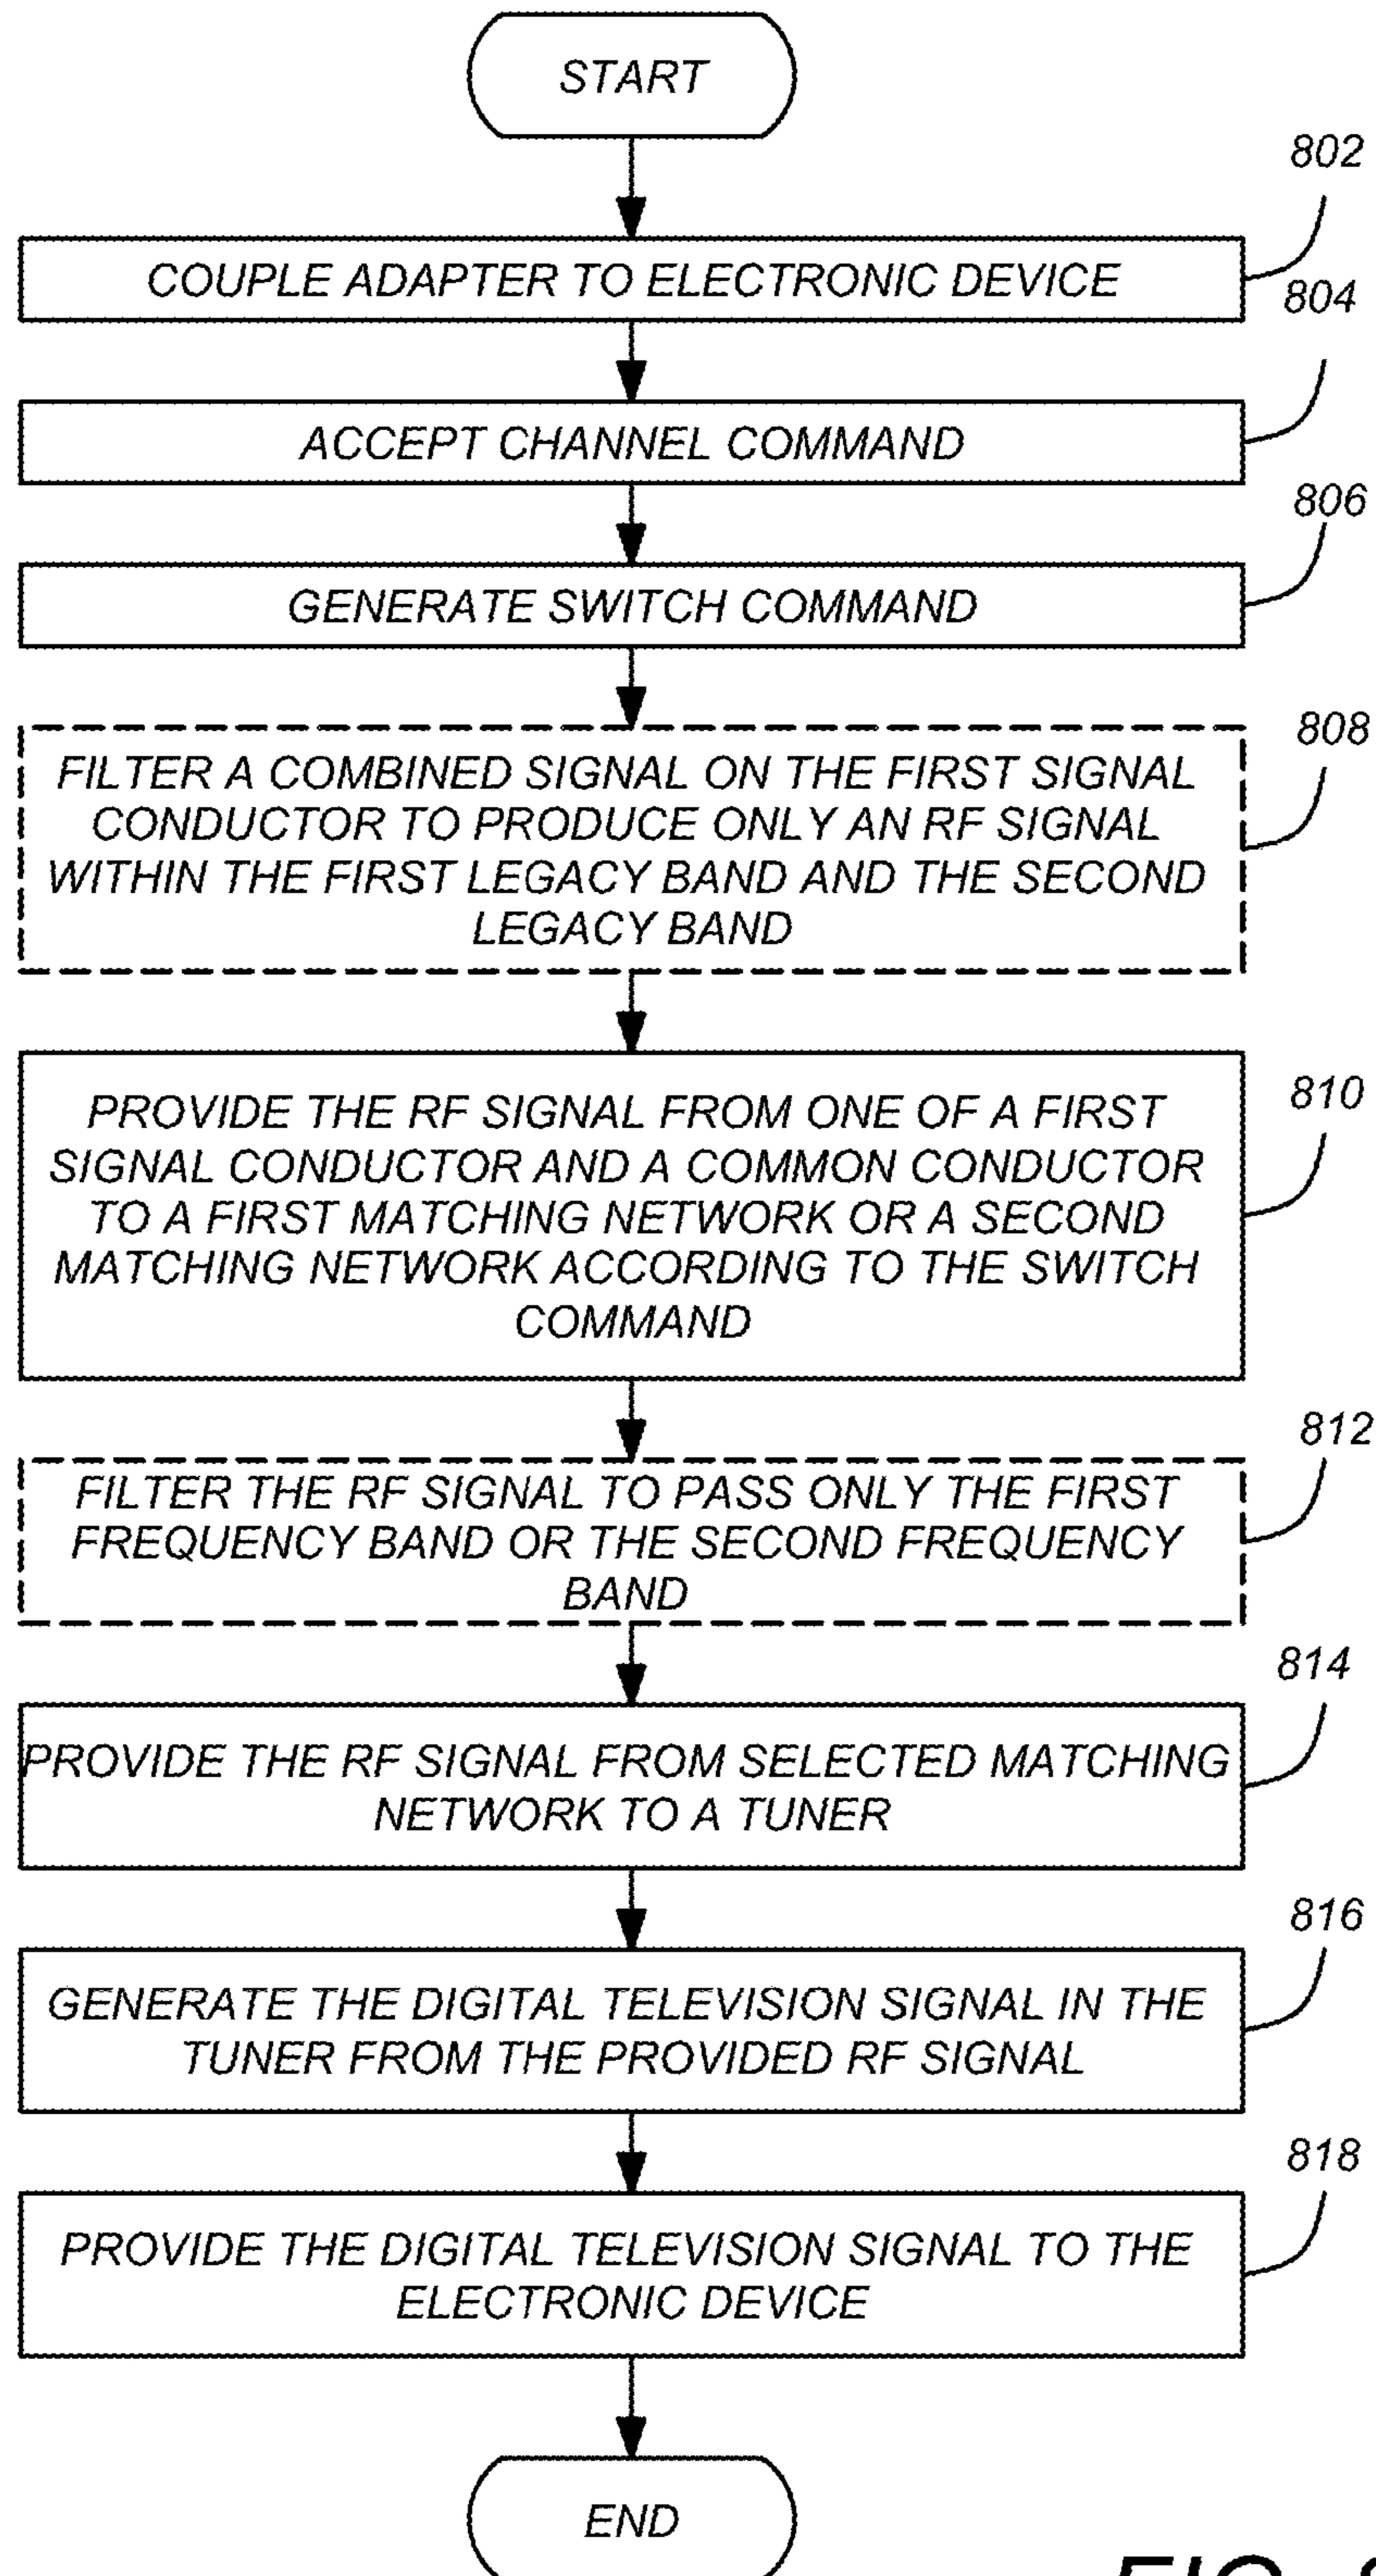 START
802
COUPLE ADAPTER TO ELECTRONIC DEVICE
804
ACCEPT CHANNEL COMMAND
806
GENERATE SWITCH COMMAND
808
FILTER A COMBINED SIGNAL ON THE FIRST SIGNAL
CONDUCTOR TO PRODUCE ONLY AN RF SIGNAL
WITHIN THE FIRST LEGACY BAND AND THE SECOND
LEGACY BAND
810
PROVIDE THE RF SIGNAL FROM ONE OF A FIRST
SIGNAL CONDUCTOR AND A COMMON CONDUCTOR
TO A FIRST MATCHING NETWORK OR A SECOND
MATCHING NETWORK ACCORDING TO THE SWITCH
COMMAND
812
FILTER THE RF SIGNAL TO PASS ONLY THE FIRST
FREQUENCY BAND OR THE SECOND FREQUENCY
BAND
814
PROVIDE THE RF SIGNAL FROM SELECTED MATCHING
NETWORK TO A TUNER
816
GENERATE THE DIGITAL TELEVISION SIGNAL IN THE
TUNER FROM THE PROVIDED RF SIGNAL
818
PROVIDE THE DIGITAL TELEVISION SIGNAL TO THE
ELECTRONIC DEVICE
END
FIG.